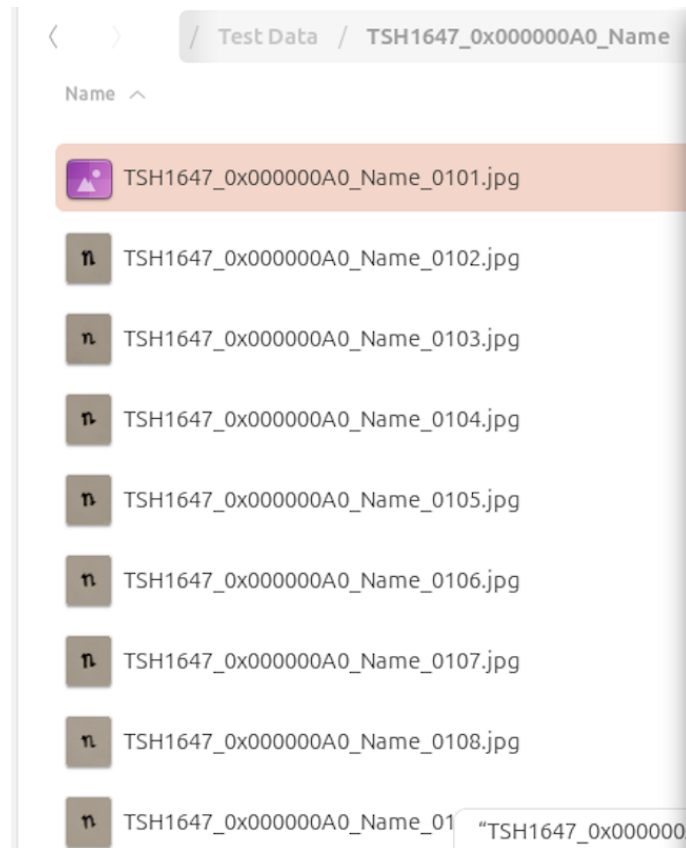 / Test Data / TSH1647_0x000000A0_Name
Name
TSH1647_0x000000A0_Name_0101.jpg
n TSH1647_0x000000A0_Name_0102.jpg
n TSH1647_0x000000A0_Name_0103.jpg
n TSH1647_0x000000A0_Name_0104.jpg
n TSH1647_0x000000A0_Name_0105.jpg
n TSH1647_0x000000A0_Name_0106.jpg
n TSH1647_0x000000A0_Name_0107.jpg
n TSH1647_0x000000A0_Name_0108.jpg
n TSH1647_0x000000A0_Name_01
“TSH1647_0x000000